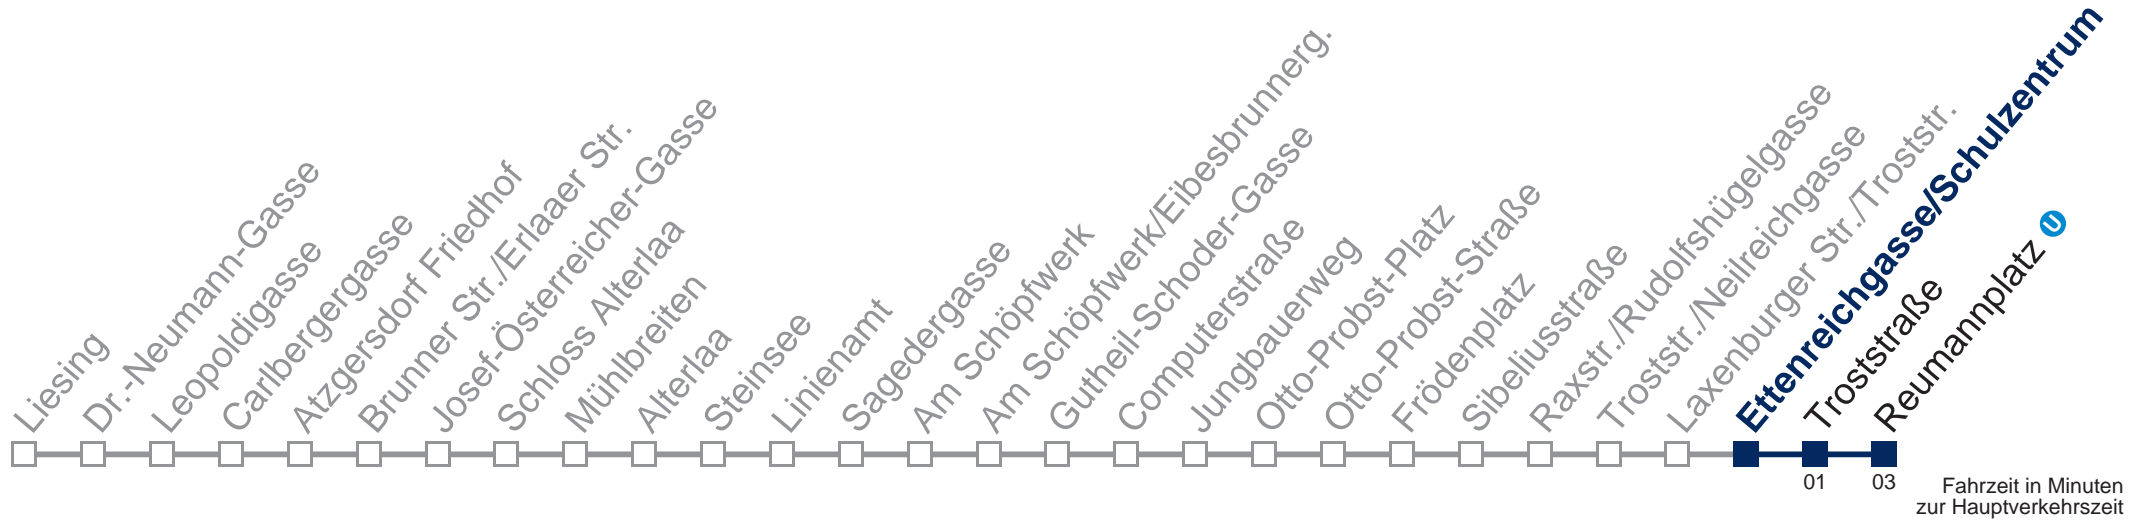 Liesing
Dr.-Neumann-Gasse
Leopoldigasse
Carlbergergasse
Atzgersdorf Friedhof
Brunner Str./Erlaaer Str.
Josef-Österreicher-Gasse
Schloss Alterlaa
Mühlbreiten
Alterlaa
Steinsee
Linienamt
Sagedergasse
Am Schöpfwerk
Am Schöpfwerk/Eibesbrunnerg.
Gutheil-Schoder-Gasse
Computerstraße
Jungbauerweg
Otto-Probst-Platz
Otto-Probst-Straße
Frödenplatz
Sibeliusstraße
Raxstr./Rudolfshügelgasse
Troststr./Neilreichgasse
Laxenburger Str./Troststr.
Ettenreichgasse/Schulzentrum
Troststraße
Reumannplatz U
01
03
Fahrzeit in Minuten
zur Hauptverkehrszeit